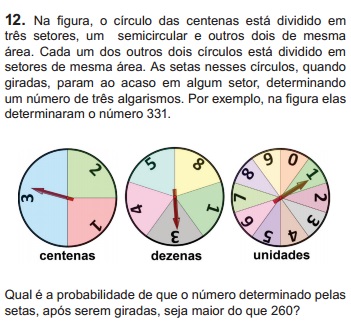 12. Na figura, o círculo das centenas está dividido em
três setores, um semicircular e outros dois de mesma
área. Cada um dos outros dois círculos está dividido em
setores de mesma área. As setas nesses círculos, quando
giradas, param ao acaso em algum setor, determinando
um número de três algarismos. Por exemplo, na figura elas
determinaram o número 331.
3
2
1
5
8
4
1
3
9
0
8
1
7
2
6
3
5
4
centenas
dezenas
unidades
Qual é a probabilidade de que o número determinado pelas
setas, após serem giradas, seja maior do que 260?